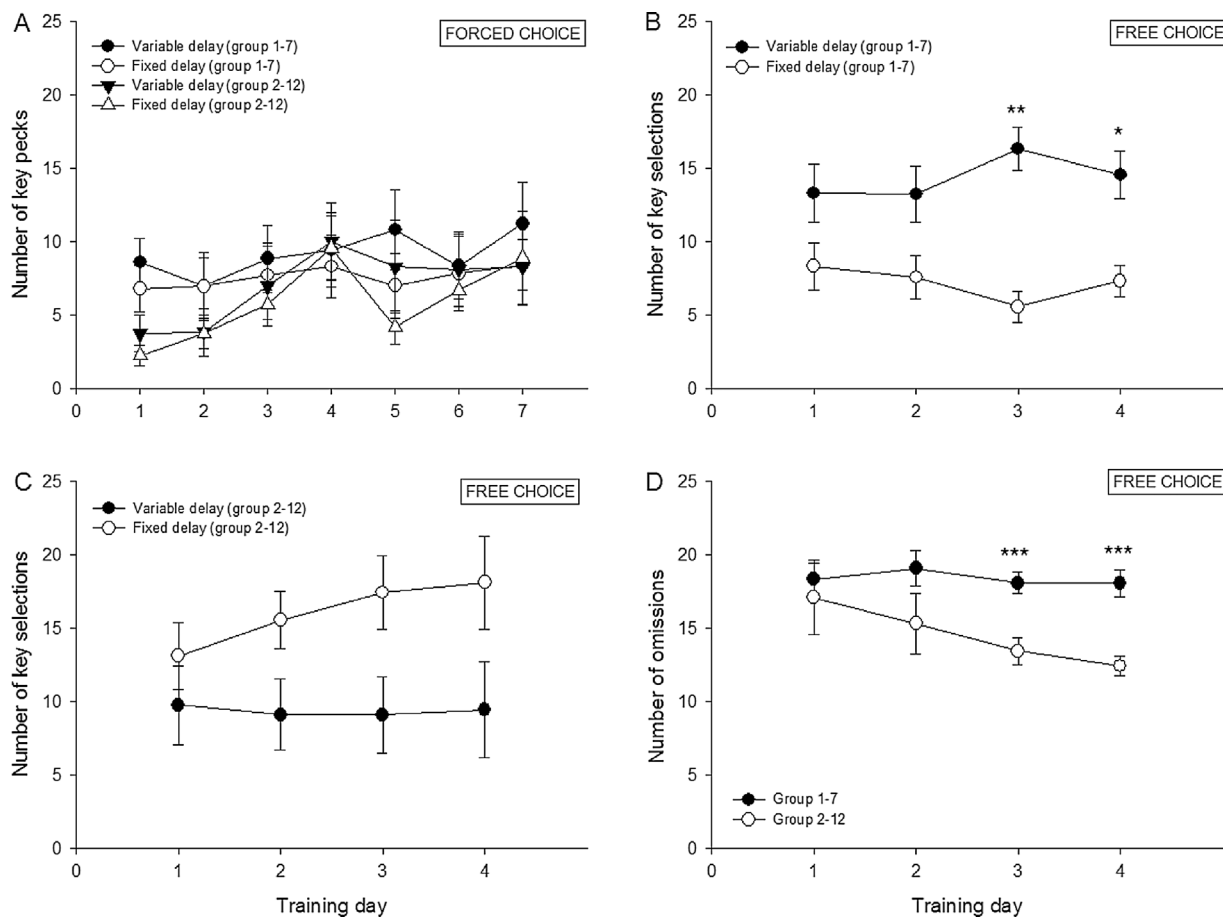 A
FORCED CHOICE
Variable delay (group 1-7)
Fixed delay (group 1-7)
Variable delay (group 2-12)
Fixed delay (group 2-12)
Number of key pecks
25
20
15
10
5
0
0 1 2 3 4 5 6 7
B
FREE CHOICE
Variable delay (group 1-7)
Fixed delay (group 1-7)
Number of key selections
25
20
15
10
5
0
** *
0 1 2 3 4
C
FREE CHOICE
Variable delay (group 2-12)
Fixed delay (group 2-12)
Number of key selections
25
20
15
10
5
0
0 1 2 3 4
Training day
D
FREE CHOICE
Number of omissions
25
20
15
10
5
0
*** ***
Group 1-7
Group 2-12
0 1 2 3 4
Training day